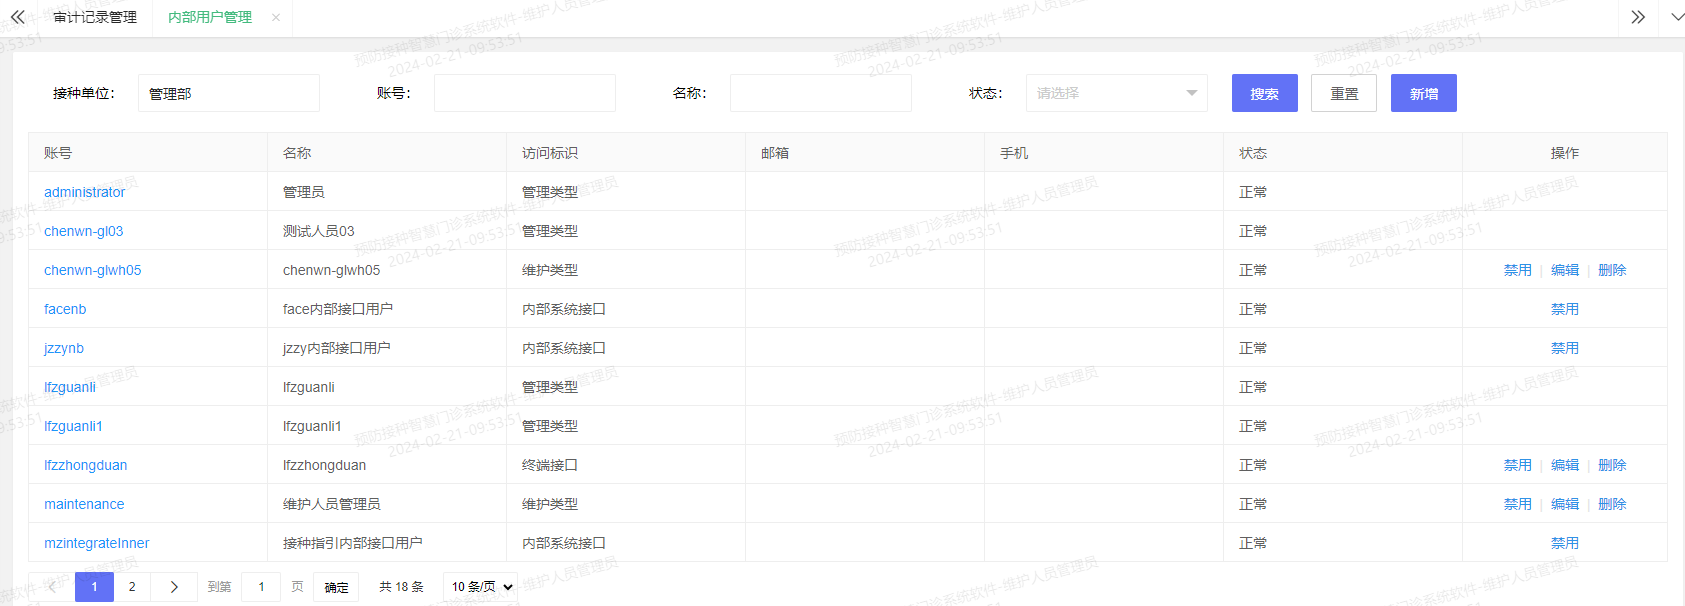 审计记录管理 内部用户管理
接种单位： 管理部 账号： 名称： 状态： 请选择 搜索 重置 新增
账号 名称 访问标识 邮箱 手机 状态 操作
administrator 管理员 管理类型 正常
chenwn-gl03 测试人员03 管理类型 正常
chenwn-glwh05 chenwn-glwh05 维护类型 正常 禁用 | 编辑 | 删除
facenb face内部接口用户 内部系统接口 正常 禁用
jzzynb jzzy内部接口用户 内部系统接口 正常 禁用
lfzguanli lfzguanli 管理类型 正常
lfzguanli1 lfzguanli1 管理类型 正常
lfzzhongduan lfzzhongduan 终端接口 正常 禁用 | 编辑 | 删除
maintenance 维护人员管理员 维护类型 正常 禁用 | 编辑 | 删除
mzintegrateInner 接种指引内部接口用户 内部系统接口 正常 禁用
1 2 到第 1 页 确定 共 18 条 10 条/页
预防接种智慧门诊系统软件-维护人员管理员
2024-02-21-09:53:51